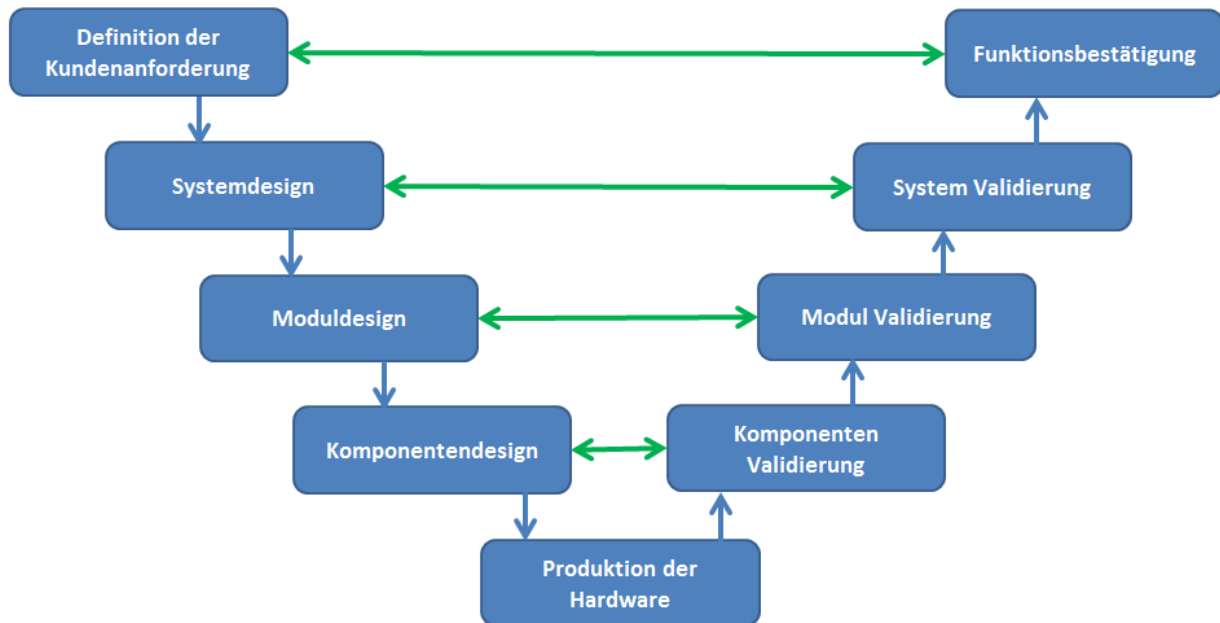 Definition der
Kundenanforderung
Funktionsbestätigung
Systemdesign
System Validierung
Moduldesign
Modul Validierung
Komponentendesign
Komponenten
Validierung
Produktion der
Hardware